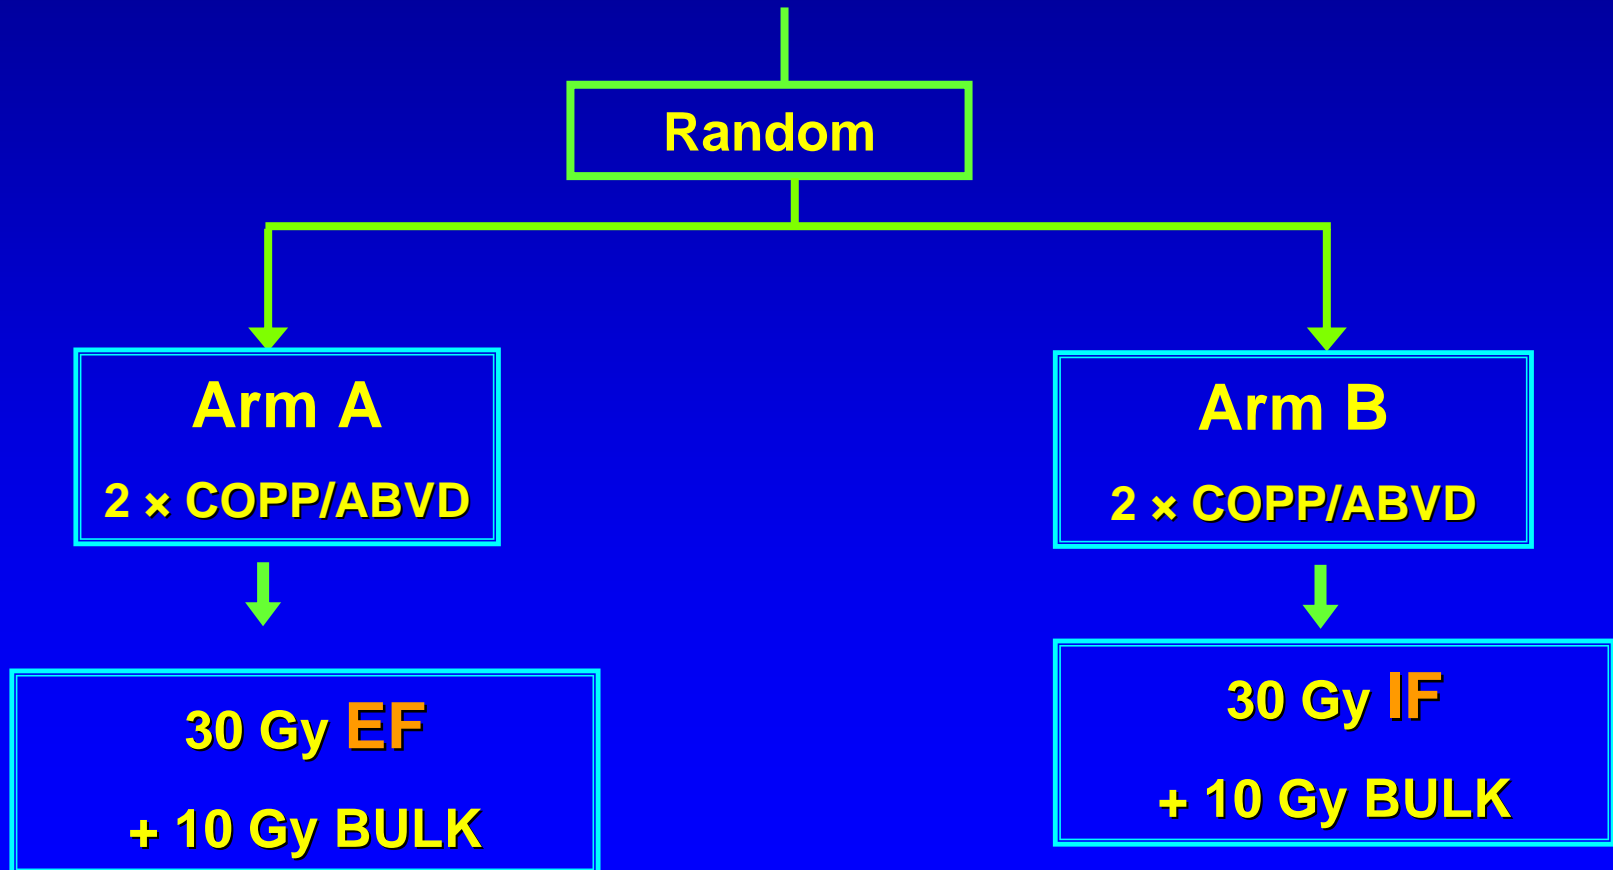 Random
Arm A
2 × COPP/ABVD
30 Gy EF
+ 10 Gy BULK
Arm B
2 × COPP/ABVD
30 Gy IF
+ 10 Gy BULK